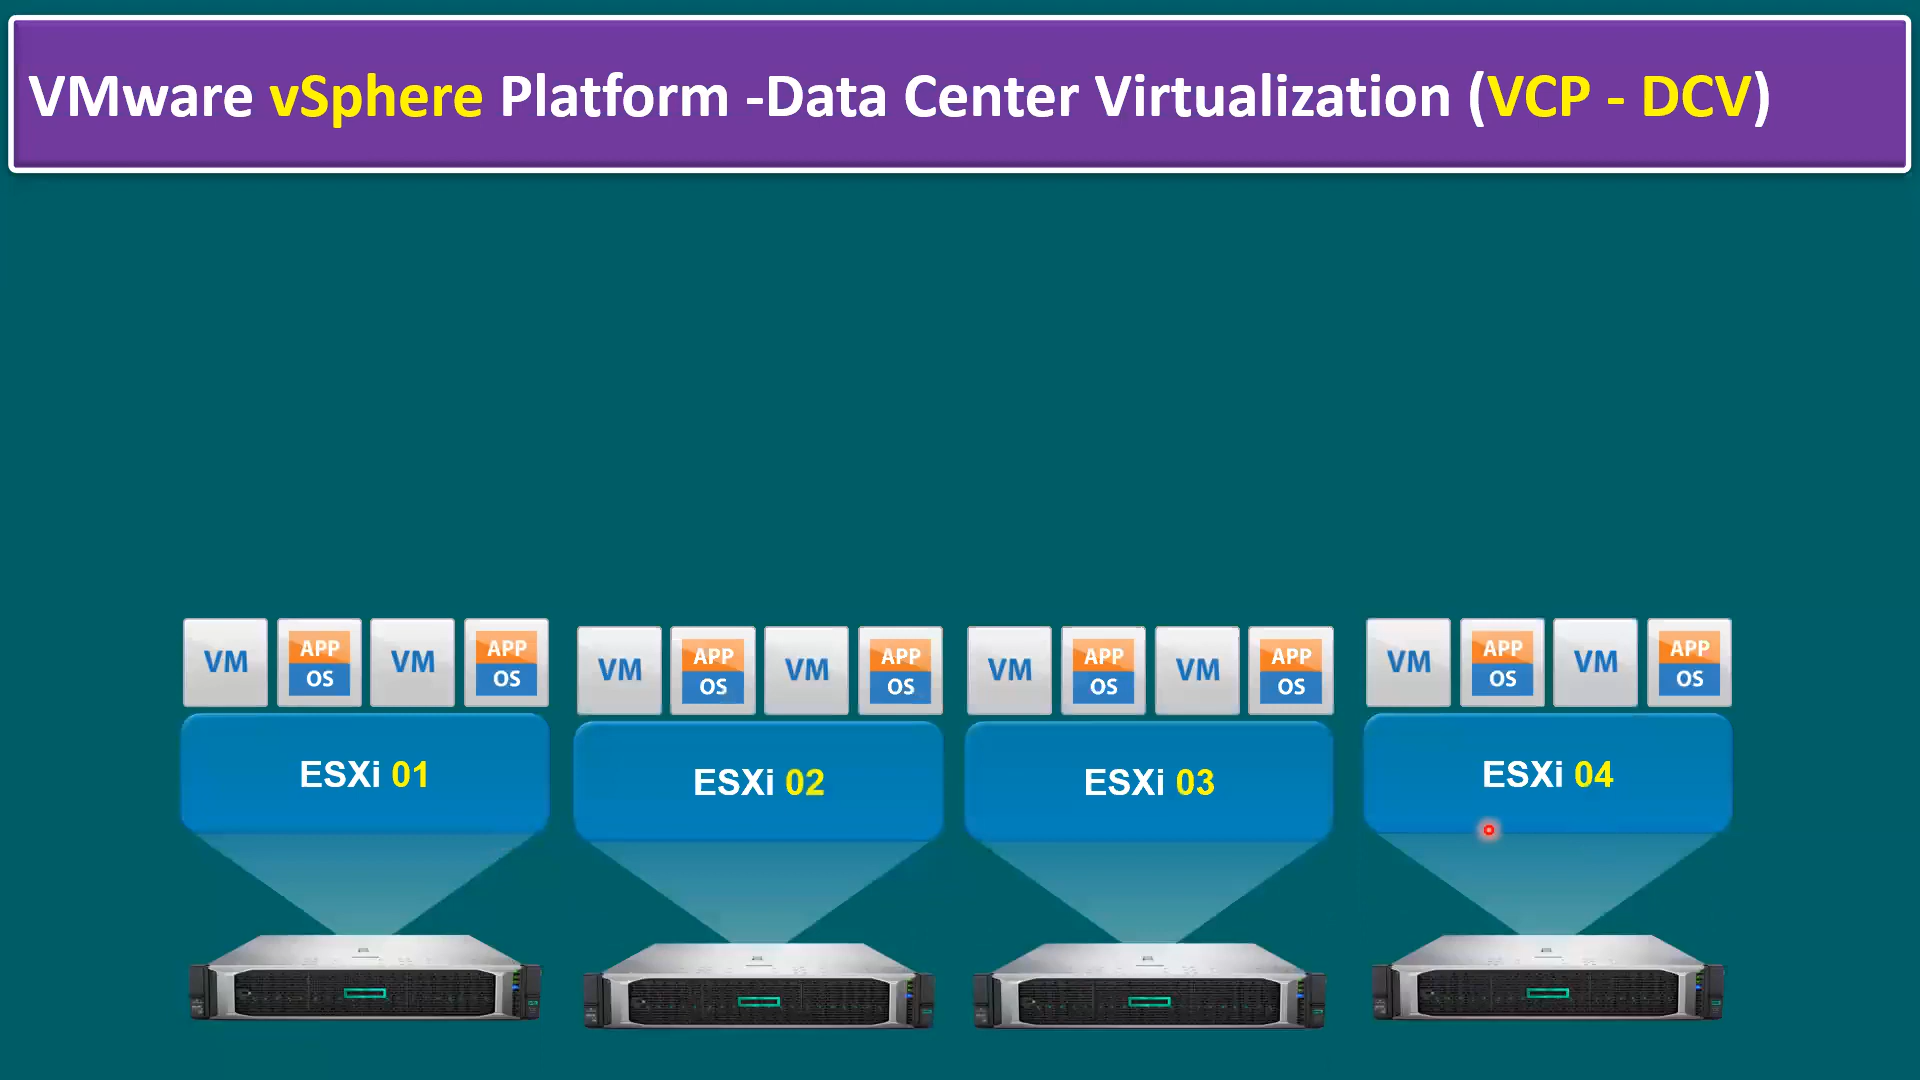 VMware vSphere Platform -Data Center Virtualization (VCP - DCV)
VM APP OS VM APP OS
VM APP OS VM APP OS
VM APP OS VM APP OS
VM APP OS VM APP OS
ESXi 01
ESXi 02
ESXi 03
ESXi 04